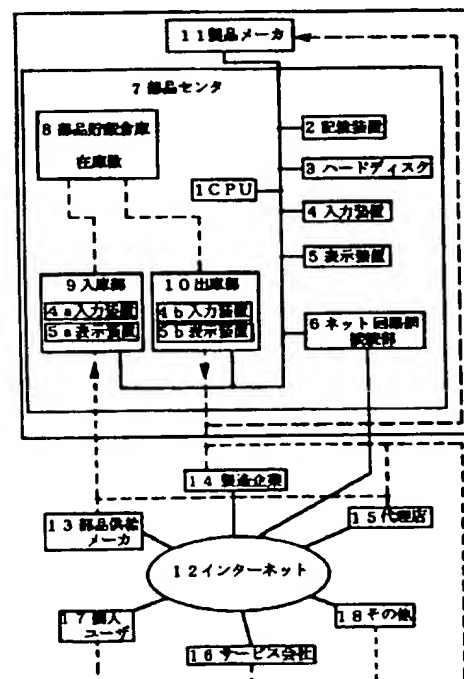 11製品メーカ
7 部品センタ
8 部品貯蔵倉庫
在庫数
2 記憶装置
3 ハードディスク
1CPU
4 入力装置
5 表示装置
9 入庫部
4a入力装置
5a表示装置
10出庫部
4b入力装置
5b表示装置
6 ネット回路網
接続部
14製造企業
13部品供給
メーカ
15代理店
12インターネット
17個人
ユーザ
18その他
16サービス会社